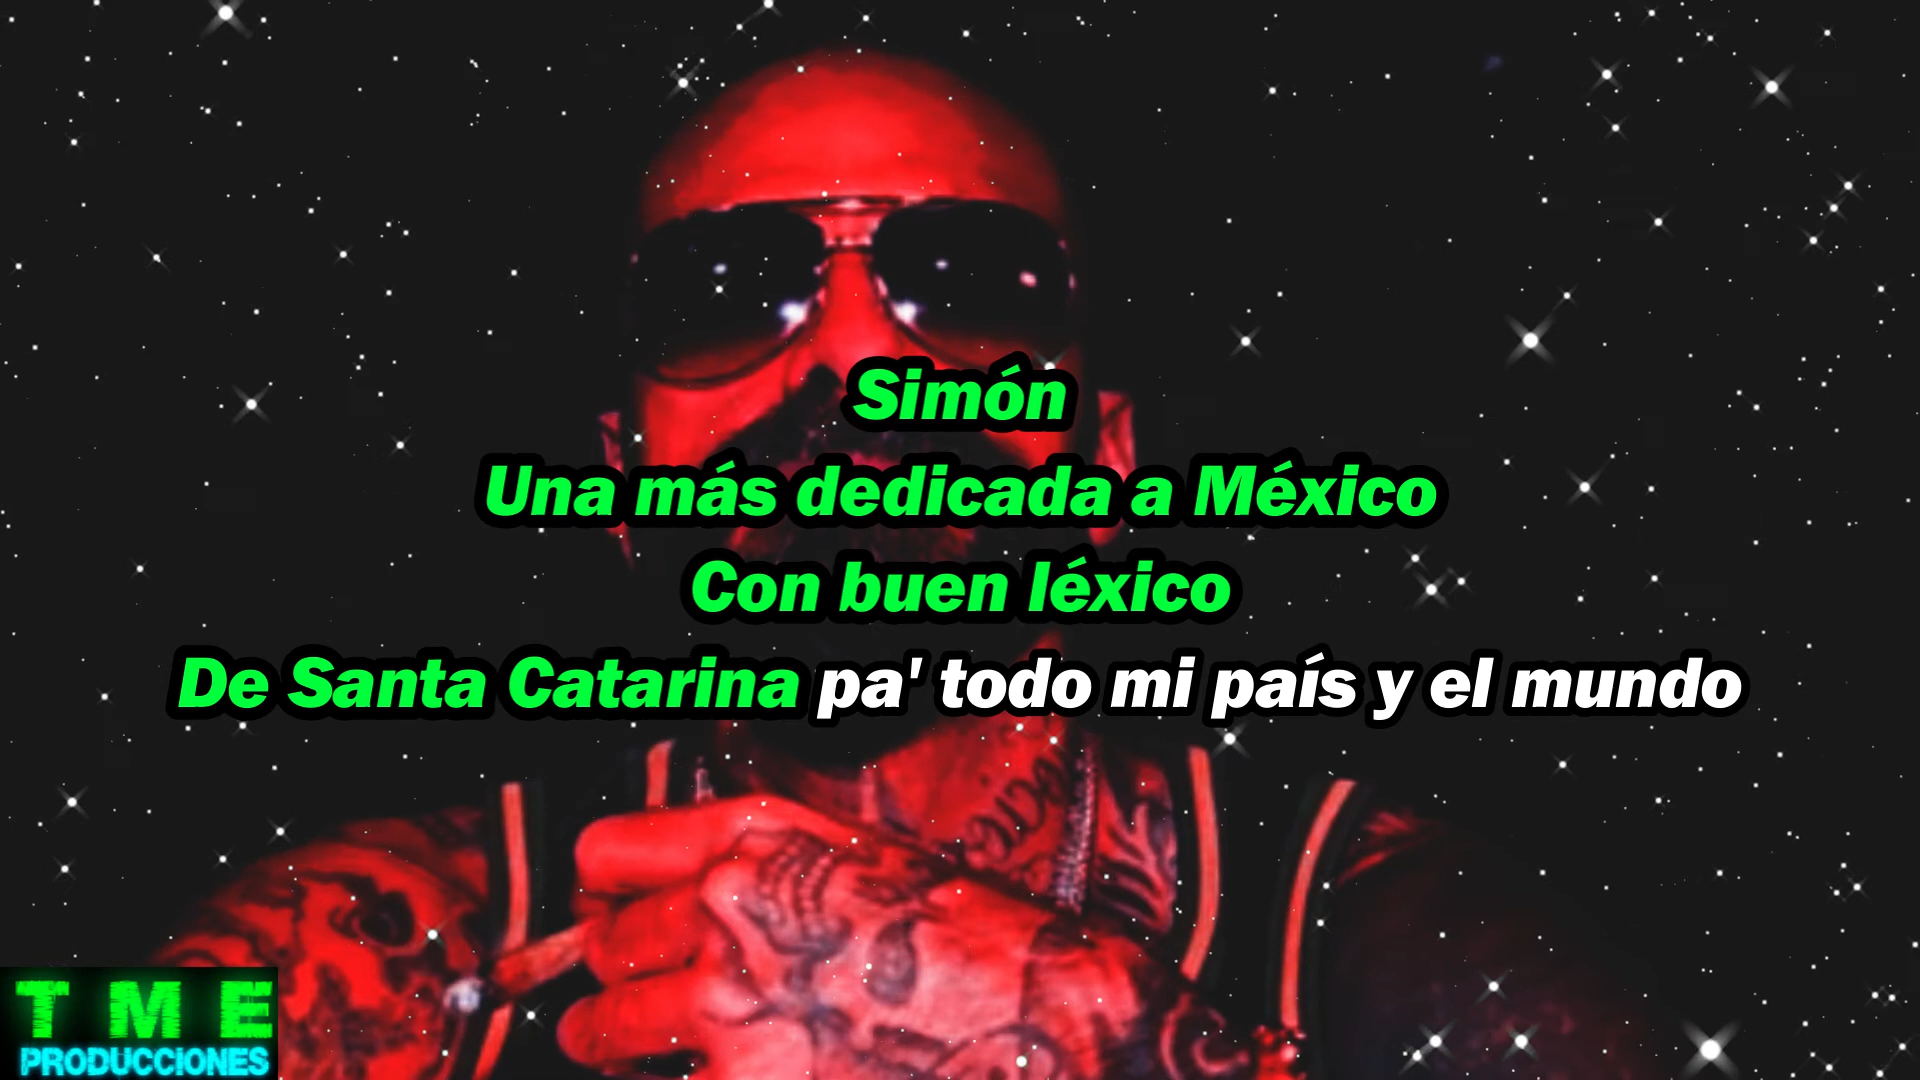 Simón
Una más dedicada a México
Con buen léxico
De Santa Catarina pa' todo mi país y el mundo
T M E
PRODUCCIONES